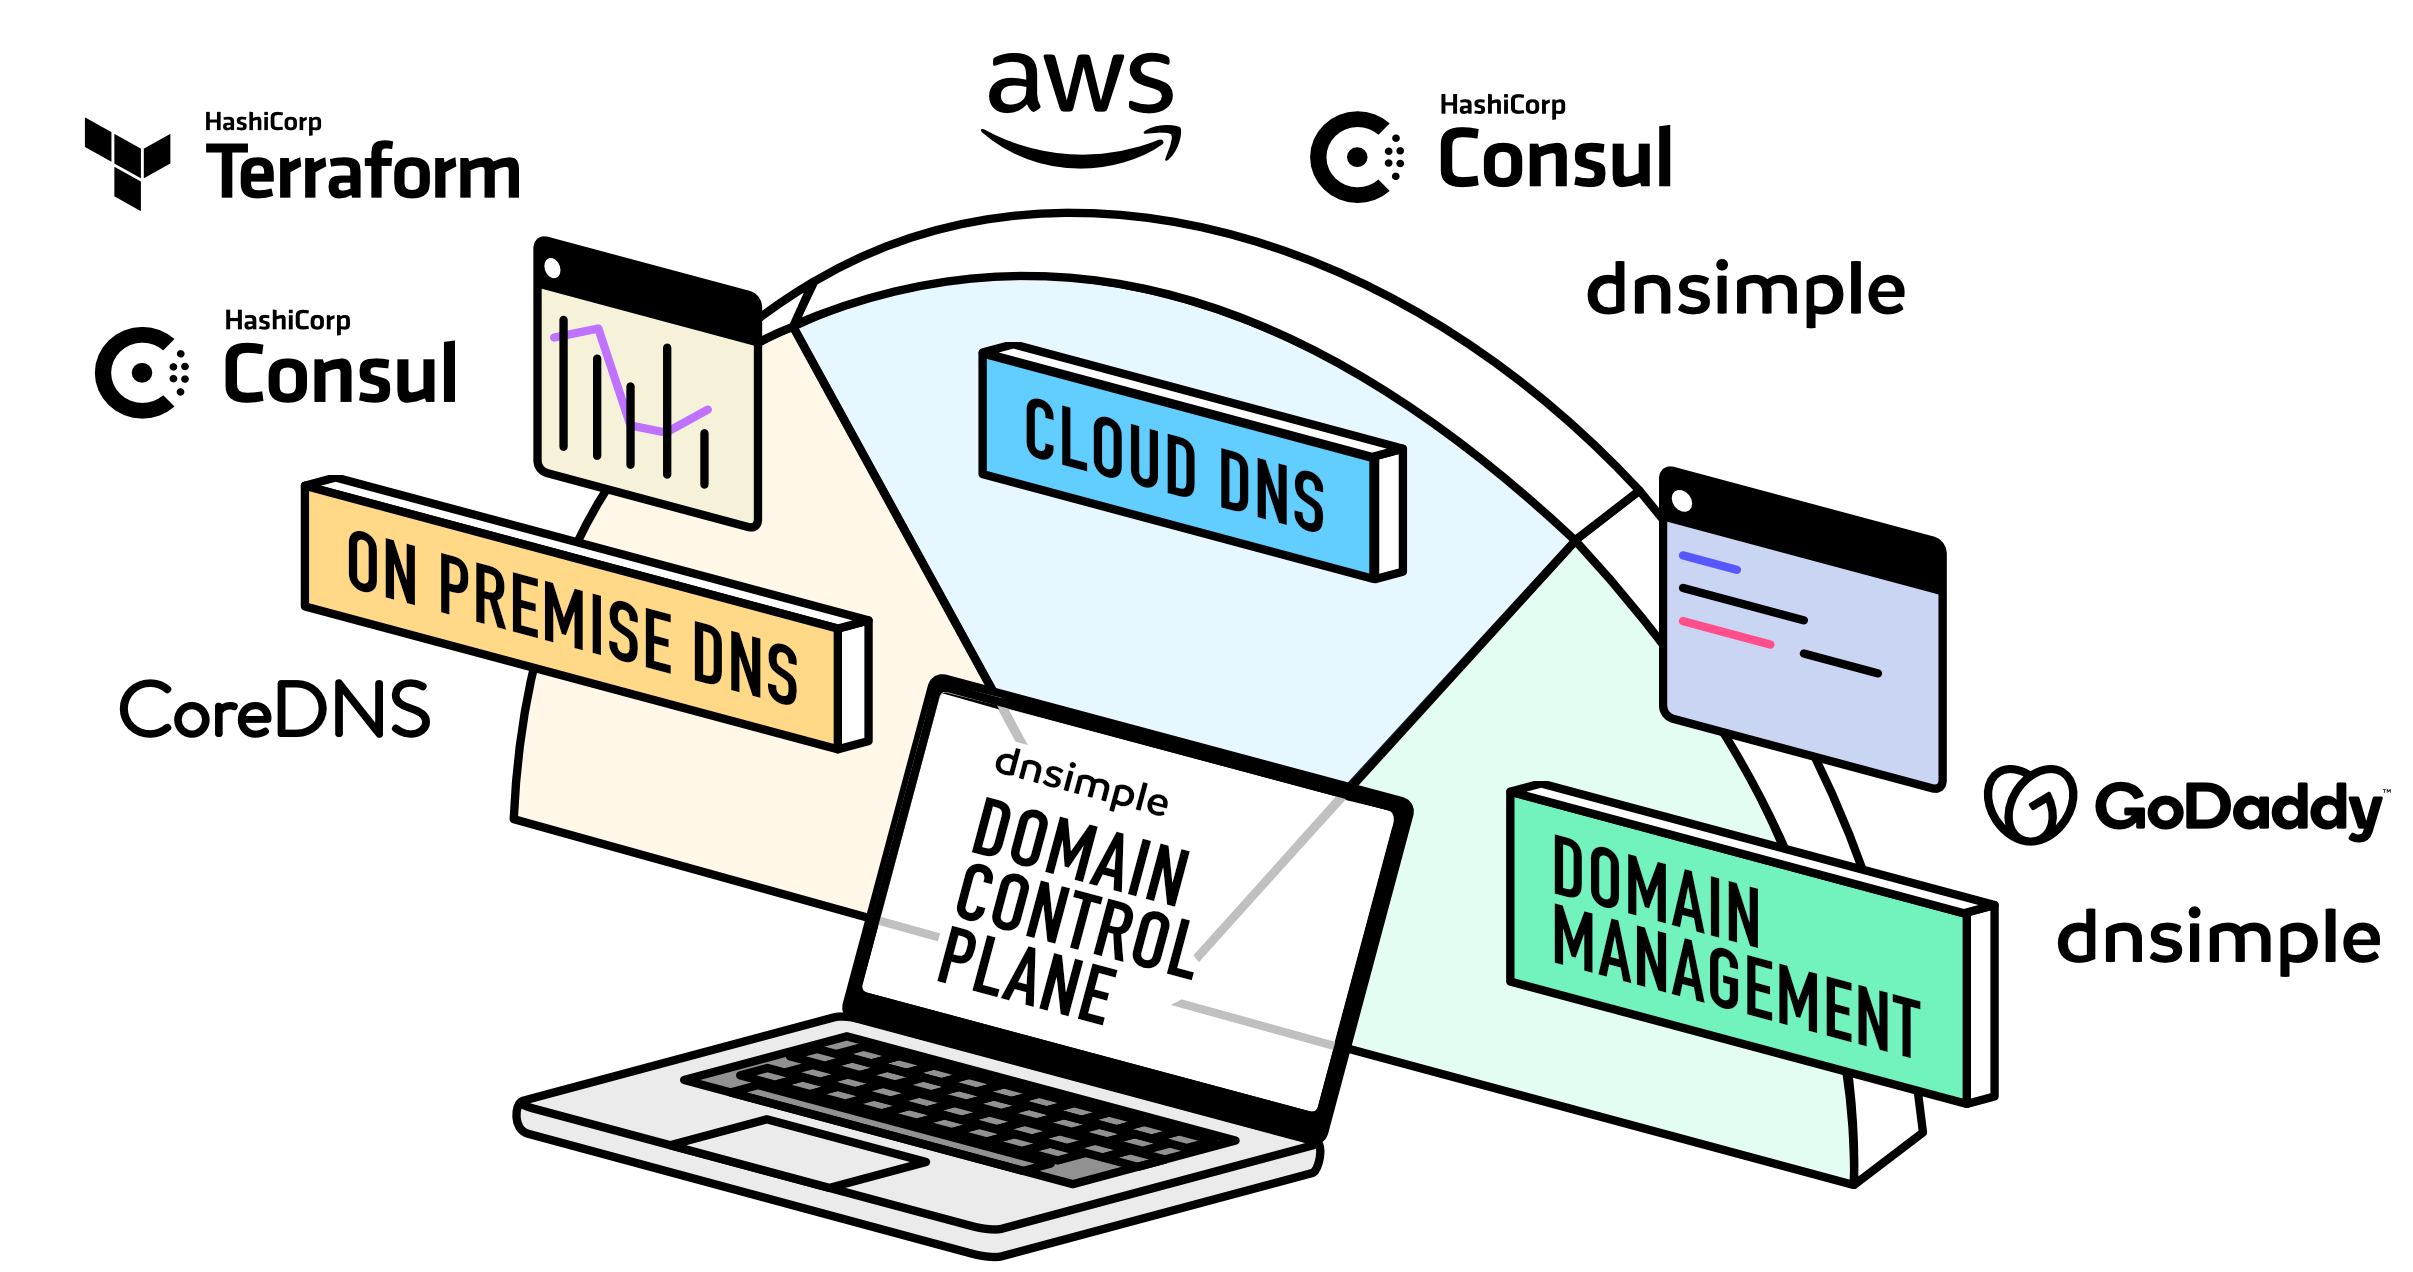 aws
HashiCorp
Terraform
HashiCorp
Consul
dnsimple
HashiCorp
Consul
CLOUD DNS
ON PREMISE DNS
CoreDNS
dnsimple
DOMAIN
CONTROL
PLANE
GoDaddy™
DOMAIN
MANAGEMENT
dnsimple